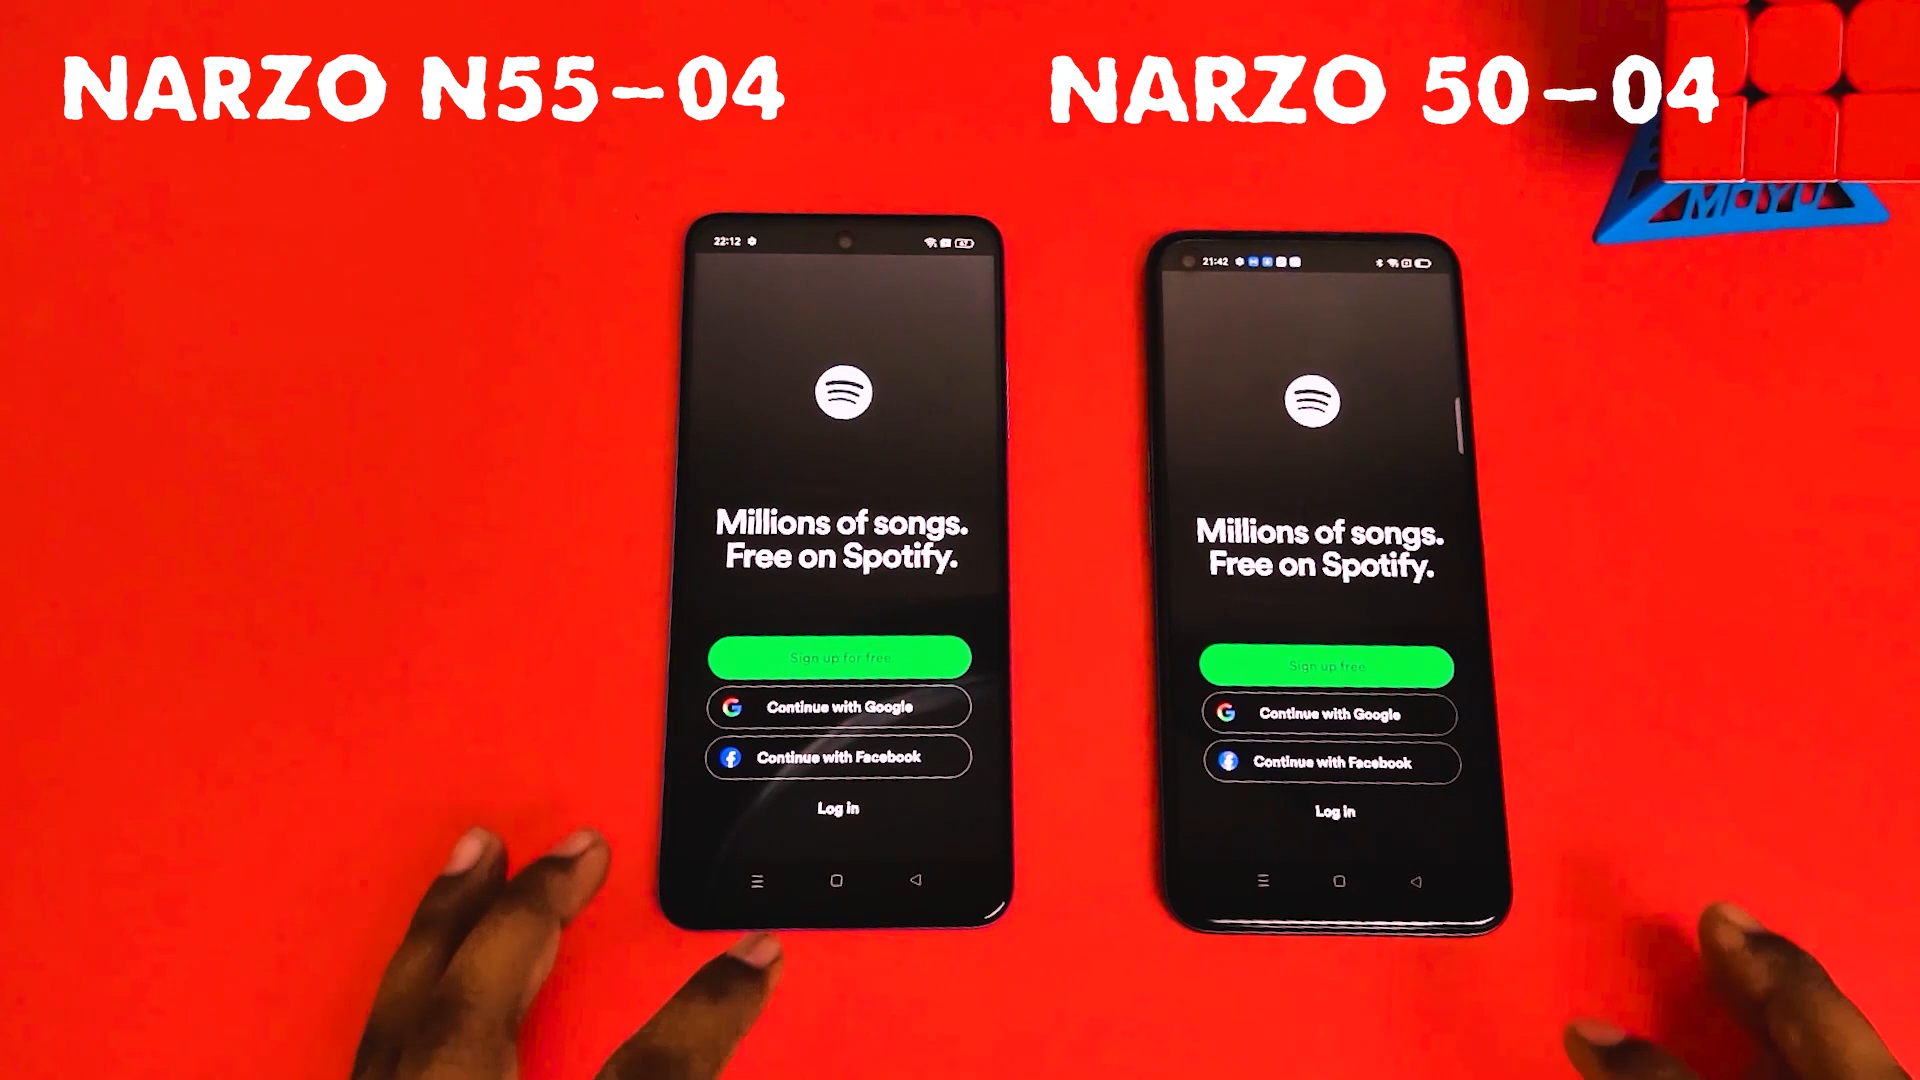 NARZO N55-04
NARZO 50-04
MOYU
22:12
67
Millions of songs.
Free on Spotify.
Sign up for free
Continue with Google
Continue with Facebook
Log in
21:42
Millions of songs.
Free on Spotify.
Sign up free
Continue with Google
Continue with Facebook
Log in